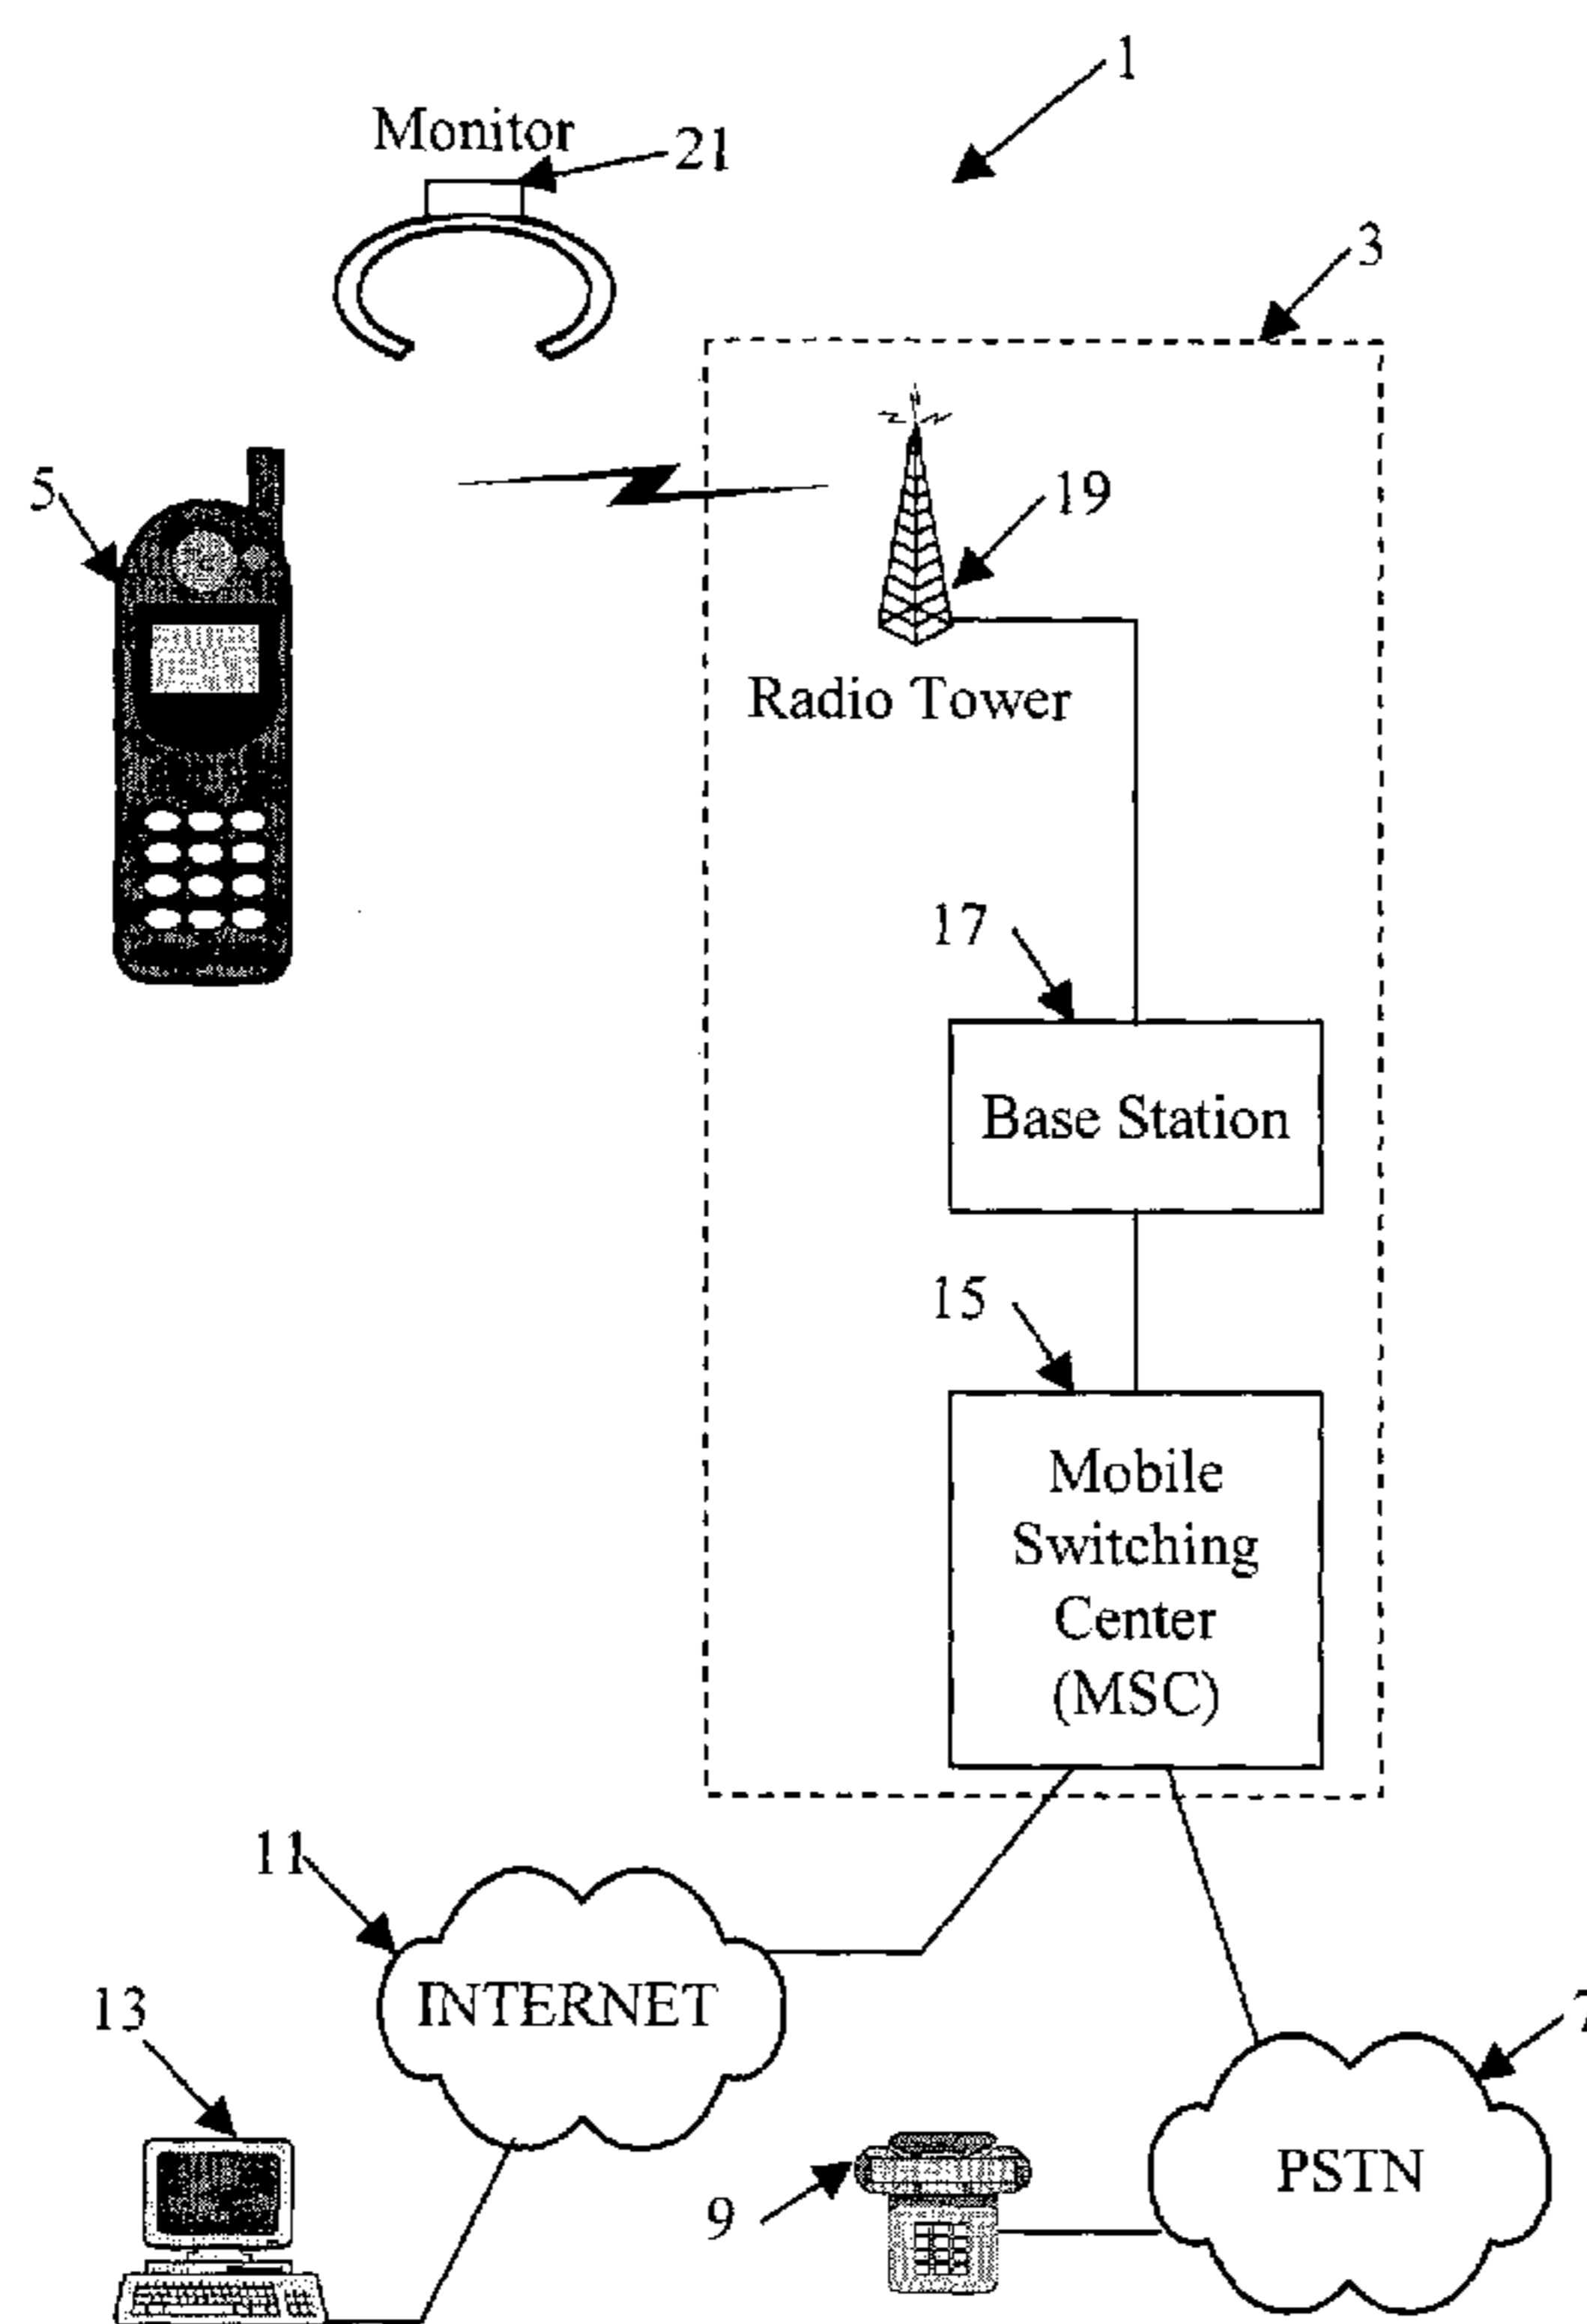 1
Monitor
21
3
5
19
Radio Tower
17
Base Station
15
Mobile
Switching
Center
(MSC)
11
INTERNET
13
7
PSTN
9